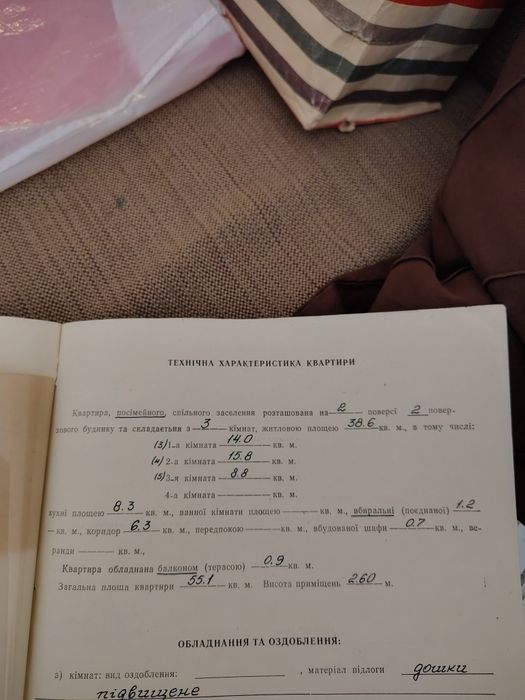 ТЕХНІЧНА ХАРАКТЕРИСТИКА КВАРТИРИ
Квартира, посімейного, спільного заселення розташована на 2 поверсі 2 повер-
хового будинку та складається з 3 кімнат, житловою площею 38.6 кв. м., в тому числі:
(3) 1-а кімната 14.0 кв. м.
(4) 2-а кімната 15.8 кв. м.
(5) 3-я кімната 8.8 кв. м.
4-а кімната кв. м.
кухні площею 8.3 кв. м., ванної кімнати площею кв. м., вбиральні (поєднаної) 1.2
кв. м., коридор 6.3 кв. м., передпокою кв. м., вбудованої шафи 0.7 кв. м., ве-
ранди кв. м.,
Квартира обладнана балконом (терасою) 0.9 кв. м.
Загальна площа квартири 55.1 кв. м. Висота приміщень 2.60 м.
ОБЛАДНАННЯ ТА ОЗДОБЛЕННЯ:
а) кімнат: вид оздоблення: , матеріал підлоги дошки
підвищене